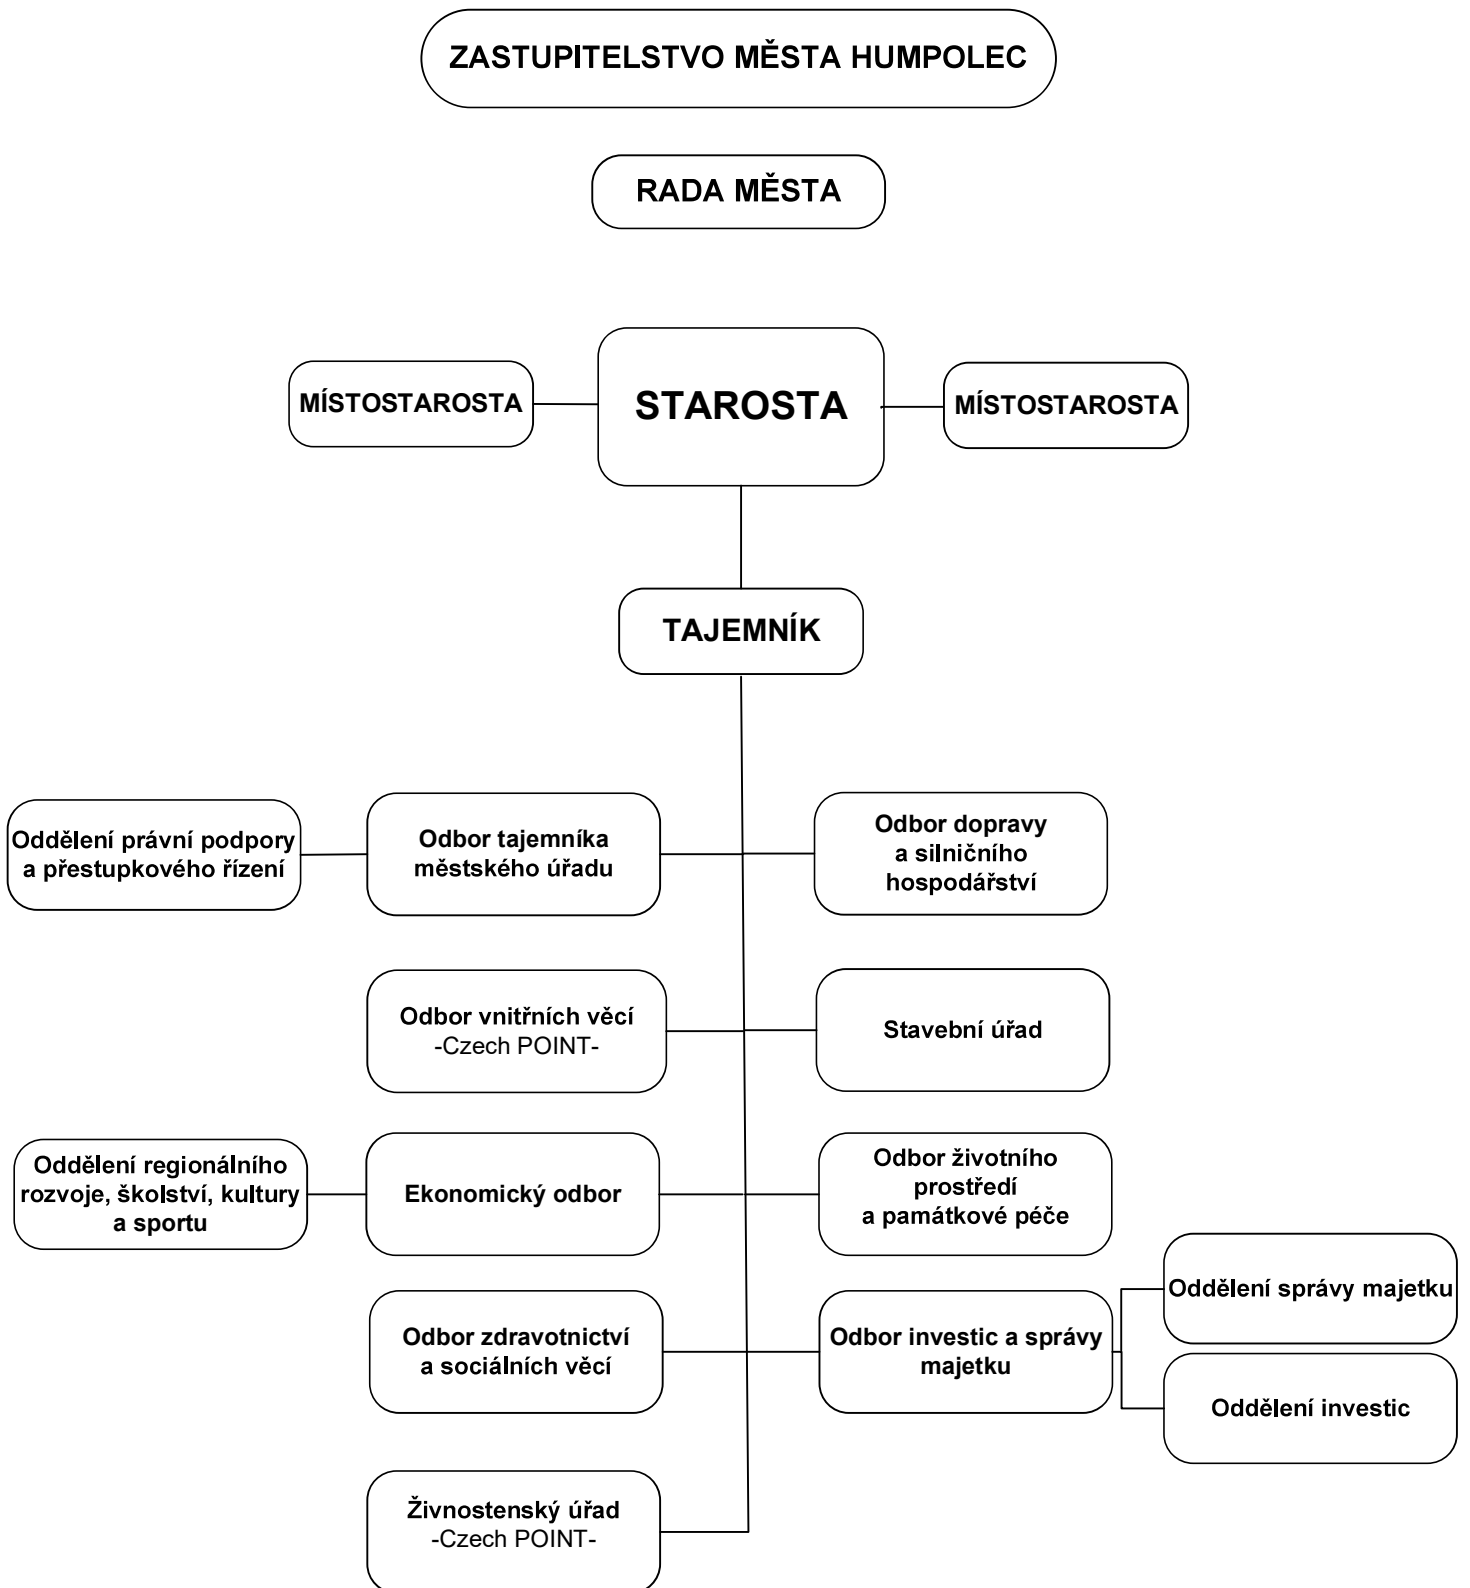 ZASTUPITELSTVO MĚSTA HUMPOLEC
RADA MĚSTA
MÍSTOSTAROSTA
STAROSTA
MÍSTOSTAROSTA
TAJEMNÍK
Oddělení právní podpory
a přestupkového řízení
Odbor tajemníka
městského úřadu
Odbor dopravy
a silničního
hospodářství
Odbor vnitřních věcí
-Czech POINT-
Stavební úřad
Oddělení regionálního
rozvoje, školství, kultury
a sportu
Ekonomický odbor
Odbor životního
prostředí
a památkové péče
Oddělení správy majetku
Odbor zdravotnictví
a sociálních věcí
Odbor investic a správy
majetku
Oddělení investic
Živnostenský úřad
-Czech POINT-